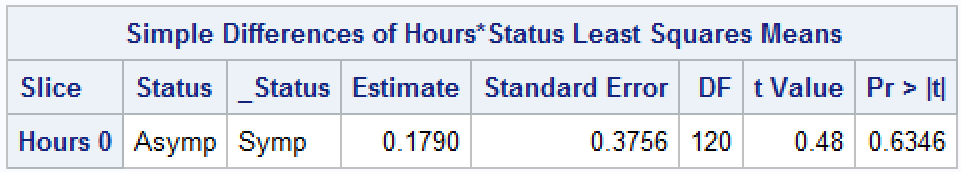 Simple Differences of Hours*Status Least Squares Means
Slice Status _Status Estimate Standard Error DF t Value Pr > |t|
Hours 0 Asymp Symp 0.1790 0.3756 120 0.48 0.6346